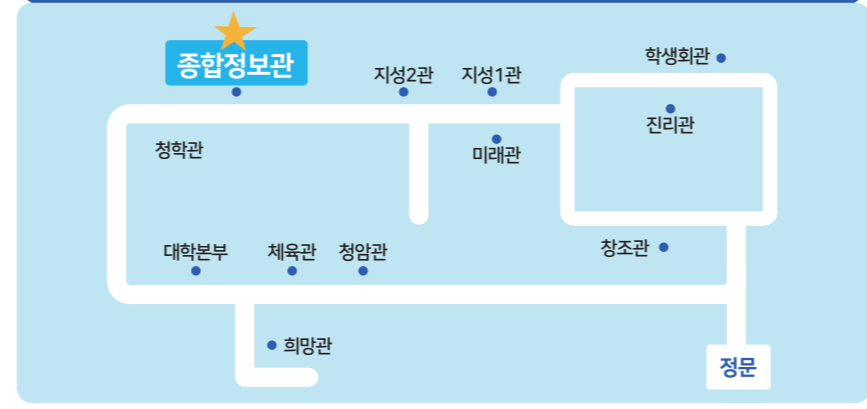 종합정보관
지성2관
지성1관
학생회관
진리관
청학관
미래관
대학본부
체육관
청암관
창조관
희망관
정문